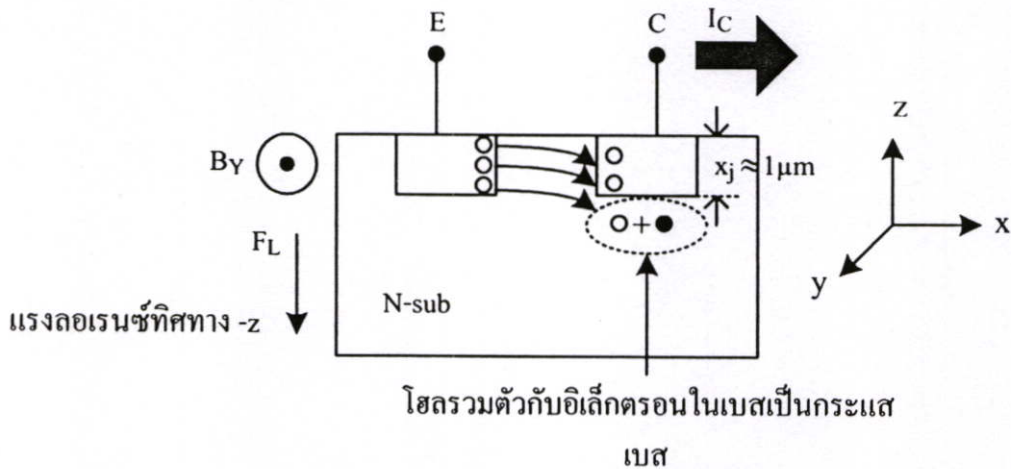 E
C
I_C
B_Y
x_j ≈ 1μm
z
x
y
F_L
+
N-sub
แรงลอเรนซ์ทิศทาง -z
โฮลรวมตัวกับอิเล็กตรอนในเบสเป็นกระแส
เบส